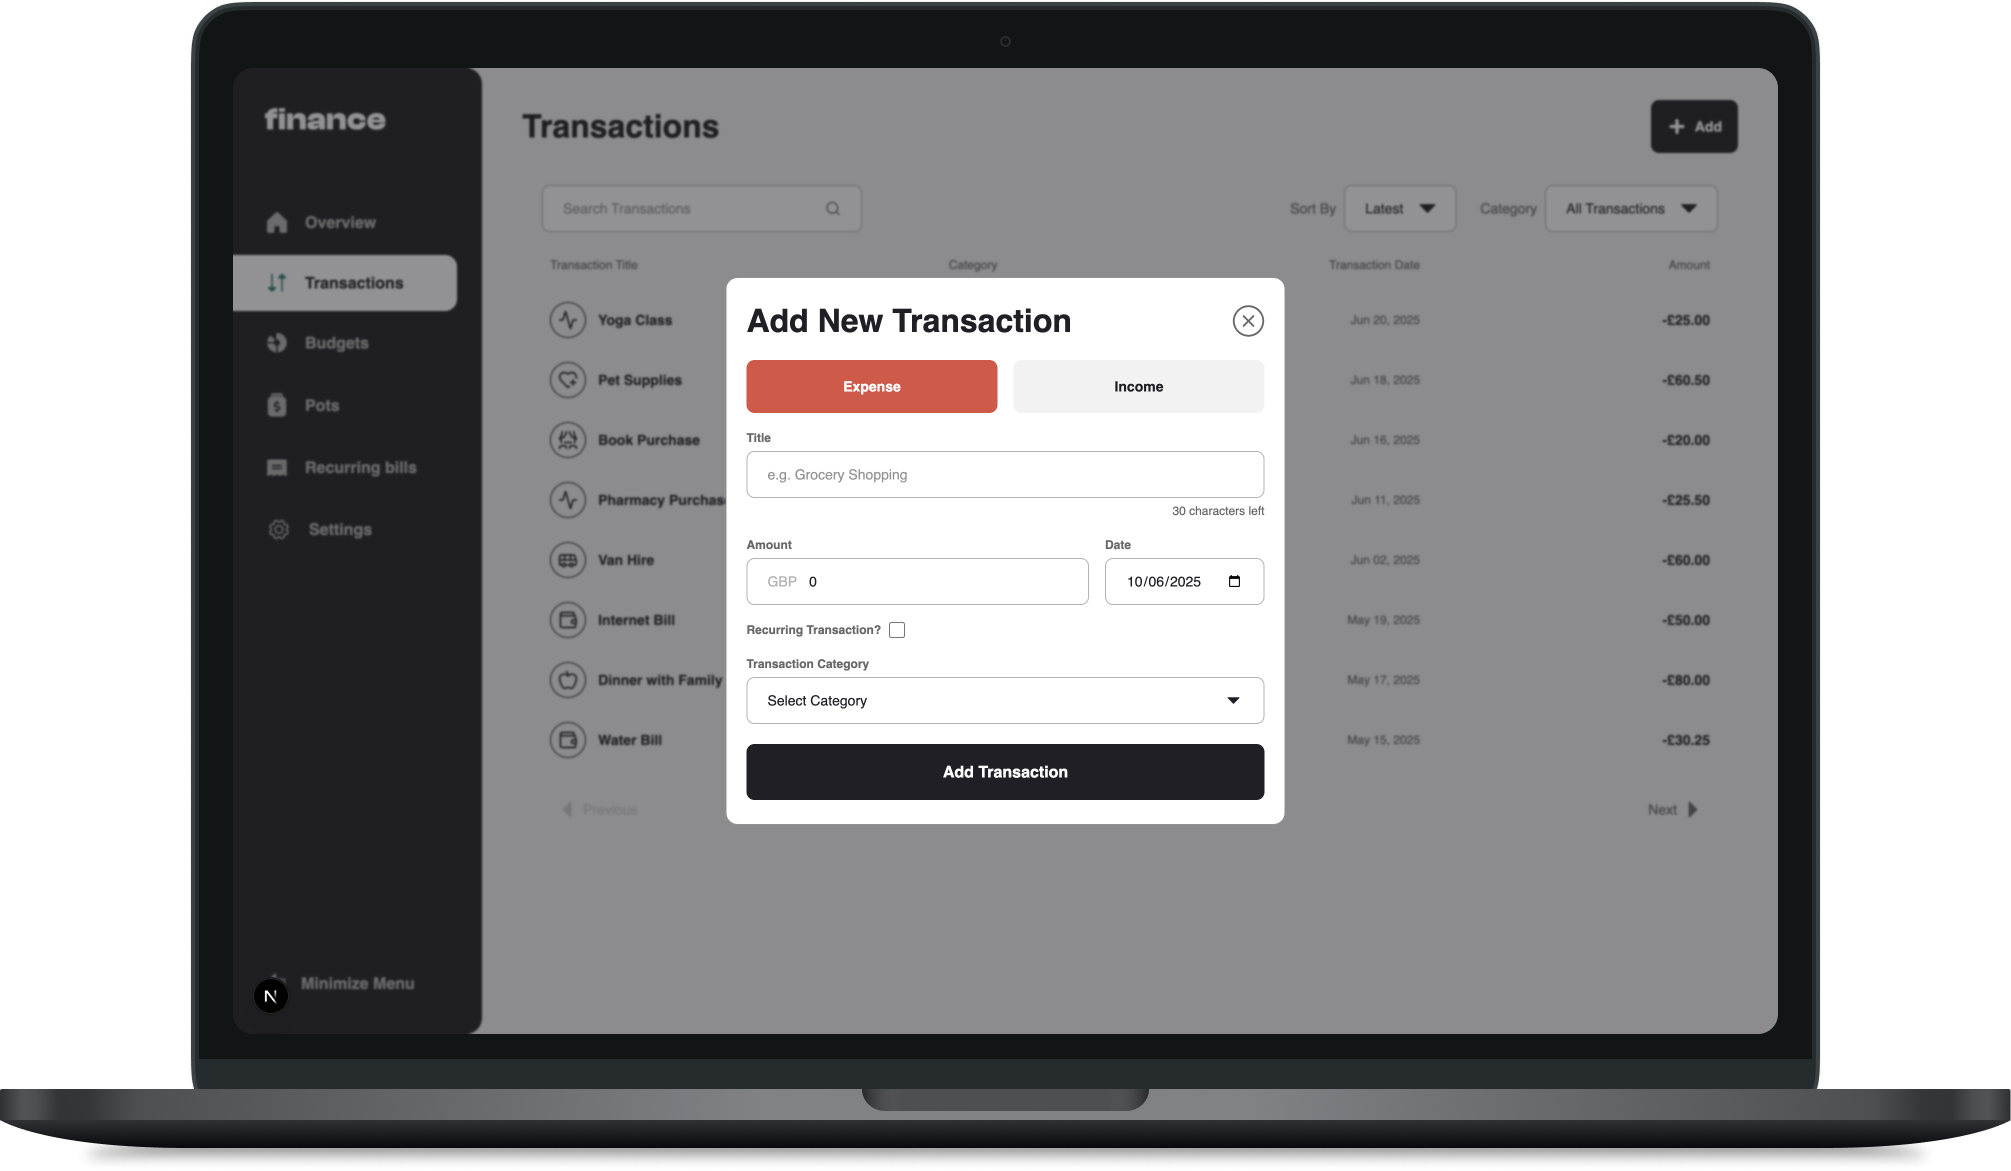 finance
Overview
Transactions
Budgets
Pots
Recurring bills
Settings
Minimize Menu
N
Transactions
+ Add
Search Transactions
Sort By Latest Category All Transactions
Transaction Title Category Transaction Date Amount
Yoga Class Jun 20, 2025 -£25.00
Pet Supplies Jun 18, 2025 -£60.50
Book Purchase Jun 16, 2025 -£20.00
Pharmacy Purchas Jun 11, 2025 -£25.50
Van Hire Jun 02, 2025 -£60.00
Internet Bill May 19, 2025 -£50.00
Dinner with Family May 17, 2025 -£80.00
Water Bill May 15, 2025 -£30.25
Previous Next
Add New Transaction
Expense Income
Title
e.g. Grocery Shopping
30 characters left
Amount Date
GBP 0 10/06/2025
Recurring Transaction?
Transaction Category
Select Category
Add Transaction